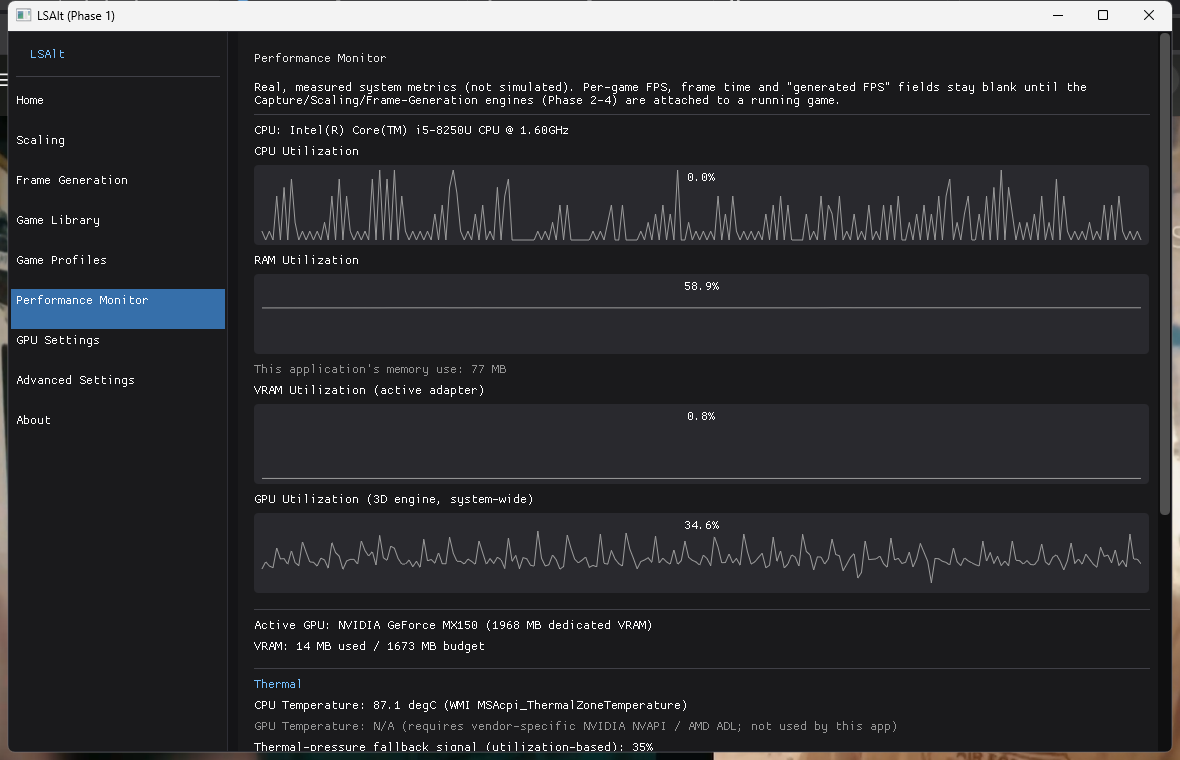 LSAlt (Phase 1)
LSAlt
Home
Scaling
Frame Generation
Game Library
Game Profiles
Performance Monitor
GPU Settings
Advanced Settings
About
Performance Monitor
Real, measured system metrics (not simulated). Per-game FPS, frame time and "generated FPS" fields stay blank until the
Capture/Scaling/Frame-Generation engines (Phase 2-4) are attached to a running game.
CPU: Intel(R) Core(TM) i5-8250U CPU @ 1.60GHz
CPU Utilization
0.0%
RAM Utilization
58.9%
This application's memory use: 77 MB
VRAM Utilization (active adapter)
0.8%
GPU Utilization (3D engine, system-wide)
34.6%
Active GPU: NVIDIA GeForce MX150 (1968 MB dedicated VRAM)
VRAM: 14 MB used / 1673 MB budget
Thermal
CPU Temperature: 87.1 degC (WMI MSAcpi_ThermalZoneTemperature)
GPU Temperature: N/A (requires vendor-specific NVIDIA NVAPI / AMD ADL; not used by this app)
Thermal-pressure fallback signal (utilization-based): 35%